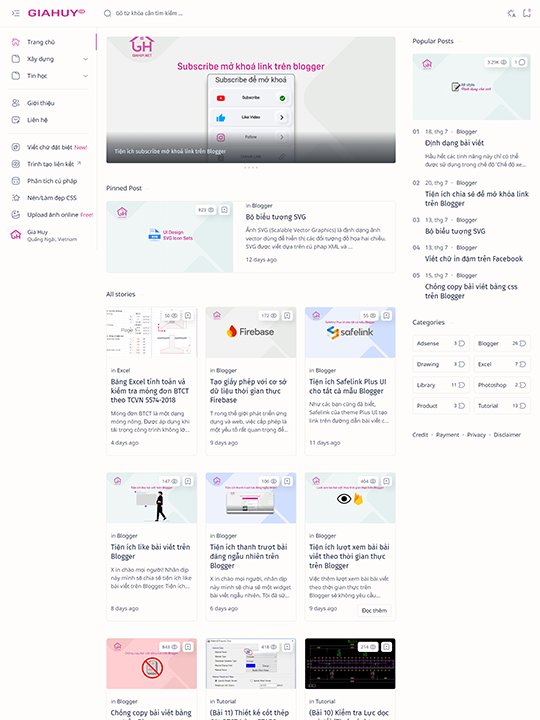 GIAHUY
Gõ từ khóa cần tìm kiếm ...
Trang chủ
Xây dựng
Tin học
Giới thiệu
Liên hệ
Viết chữ đặt biệt New!
Trình tạo liên kết
Phân tích cú pháp
Nén/Làm đẹp CSS
Upload ảnh online Free!
Gia Huy
Quảng Ngãi, Vietnam
GH
Subscribe mở khoá link trên blogger
Subscribe để mở khoá
Subscribe
Like Video
Follow
Tiện ích subscribe mở khoá link trên Blogger
Pinned Post
823
UI Design
SVG Icon Sets
in Blogger
Bộ biểu tượng SVG
Ảnh SVG (Scalable Vector Graphics) là định dạng ảnh
vector dùng để hiển thị các đối tượng đồ họa hai chiều.
SVG được viết dựa trên cú pháp XML và ...
12 days ago
All stories
50
in Excel
Bảng Excel tính toán và
kiểm tra móng đơn BTCT
theo TCVN 5574-2018
Móng đơn BTCT là một dạng
móng nông. Được áp dụng khi
tải trọng công trình không lớ...
4 days ago
172
Firebase
in Blogger
Tạo giấy phép với cơ sở
dữ liệu thời gian thực
Firebase
T rong thế giới phát triển ứng
dụng và web, việc cấp phép là
một yếu tố rất quan trọng để...
9 days ago
55
safelink
in Blogger
Tiện ích Safelink Plus UI
cho tất cả mẫu Blogger
Như các bạn cũng đã biết,
Safelink của theme Plus UI tạo
link trên đường dẫn bài viết c...
11 days ago
147
in Blogger
Tiện ích like bài viết trên
Blogger
X in chào mọi người! Nhân dịp
này mình sẽ chia sẻ tiện ích like
bài viết trên Blogger. Tiện ích...
8 days ago
106
in Blogger
Tiện ích thanh trượt bài
đăng ngẫu nhiên trên
Blogger
X in chào mọi người, nhân dịp
này mình sẽ chia sẻ một widget
bài viết ngẫu nhiên. Tôi đã sử...
6 days ago
404
in Blogger
Tiện ích lượt xem bài bài
viết theo thời gian thực
trên Blogger
Việc thêm lượt xem bài bài viết
theo thời gian thực trên
Blogger sẽ không yêu cầu...
9 days ago
Đọc thêm
843
in Blogger
Chống copy bài viết bằng
418
in Tutorial
(Bài 11) Thiết kế cốt thép
214
in Tutorial
(Bài 10) Kiểm tra Lực dọc
Popular Posts
3.29K
1
01 18, thg 7 • Blogger
Định dạng bài viết
Hầu hết các tính năng này chỉ có thể
được sử dụng trong chế độ 'Chế độ xe...
02 20, thg 7 • Blogger
Tiện ích chia sẻ để mở khóa link
trên Blogger
03 13, thg 7 • Blogger
Bộ biểu tượng SVG
04 13, thg 7 • Blogger
Viết chữ in đậm trên Facebook
05 15, thg 7 • Blogger
Chống copy bài viết bằng css
trên Blogger
Categories
Adsense 3
Blogger 26
Drawing 3
Excel 7
Library 11
Photoshop 2
Product 3
Tutorial 13
Credit • Payment • Privacy • Disclaimer